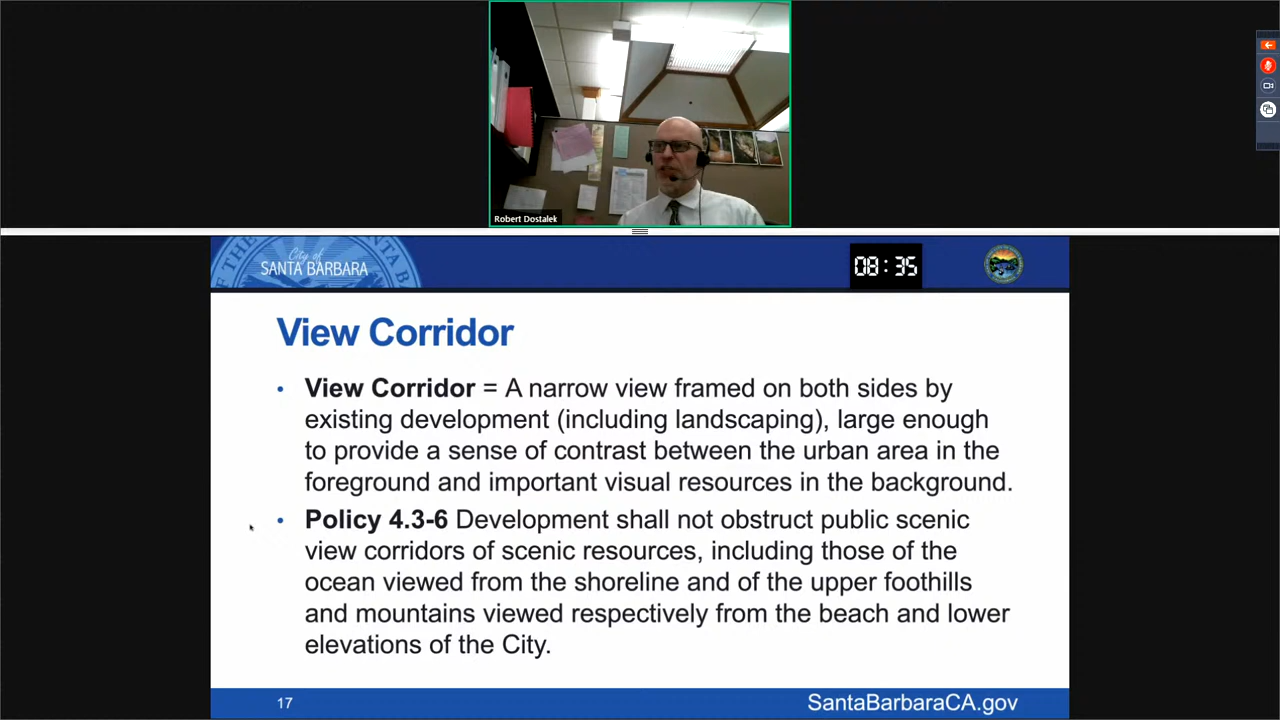 Robert Dostalek
City of
SANTA BARBARA
08:35
View Corridor
• View Corridor = A narrow view framed on both sides by
existing development (including landscaping), large enough
to provide a sense of contrast between the urban area in the
foreground and important visual resources in the background.
• Policy 4.3-6 Development shall not obstruct public scenic
view corridors of scenic resources, including those of the
ocean viewed from the shoreline and of the upper foothills
and mountains viewed respectively from the beach and lower
elevations of the City.
17
SantaBarbaraCA.gov